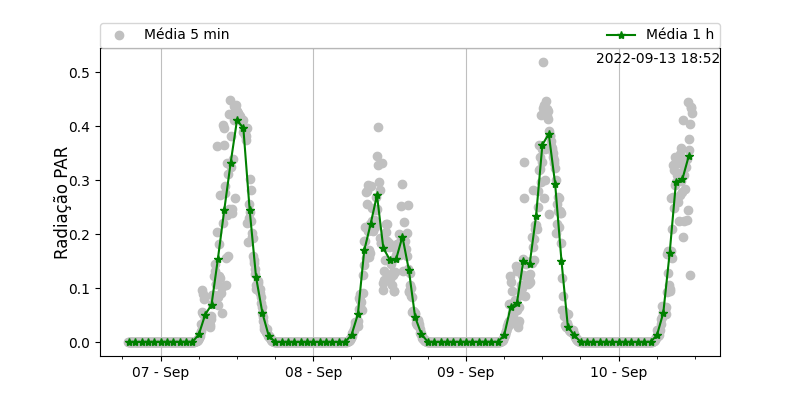 Média 5 min
Média 1 h
2022-09-13 18:52
Radiação PAR
0.5
0.4
0.3
0.2
0.1
0.0
07 - Sep
08 - Sep
09 - Sep
10 - Sep